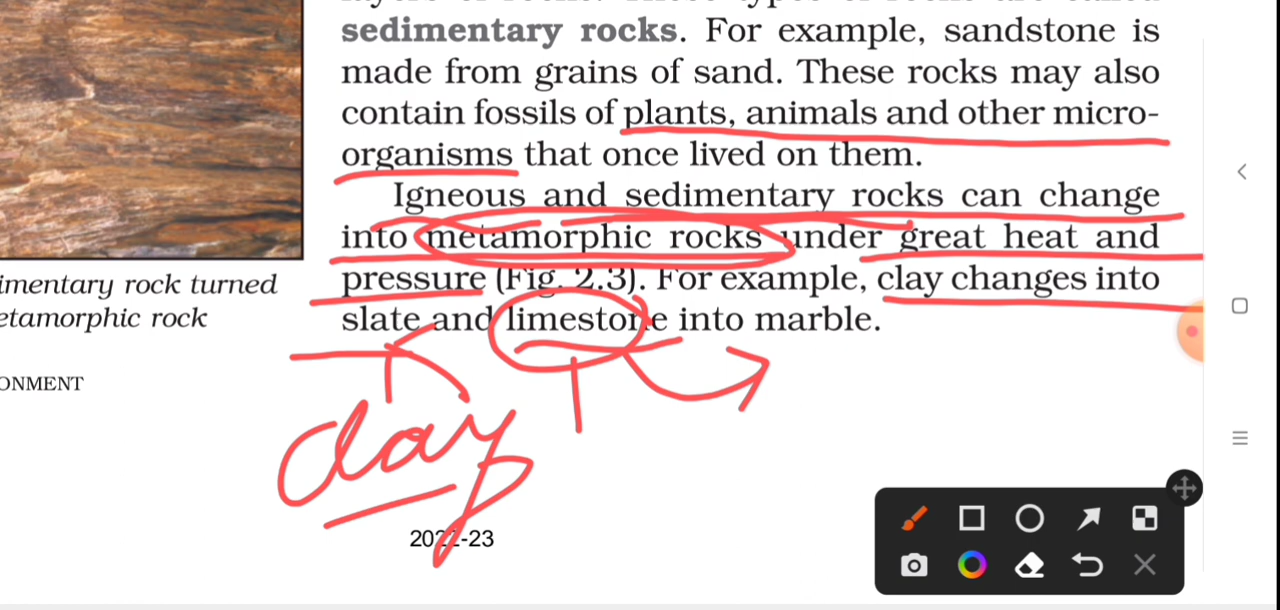 sedimentary rocks. For example, sandstone is
made from grains of sand. These rocks may also
contain fossils of plants, animals and other micro-
organisms that once lived on them.
Igneous and sedimentary rocks can change
into metamorphic rocks under great heat and
pressure (Fig. 2.3). For example, clay changes into
slate and limestone into marble.
imentary rock turned
etamorphic rock
ONMENT
clay
-23